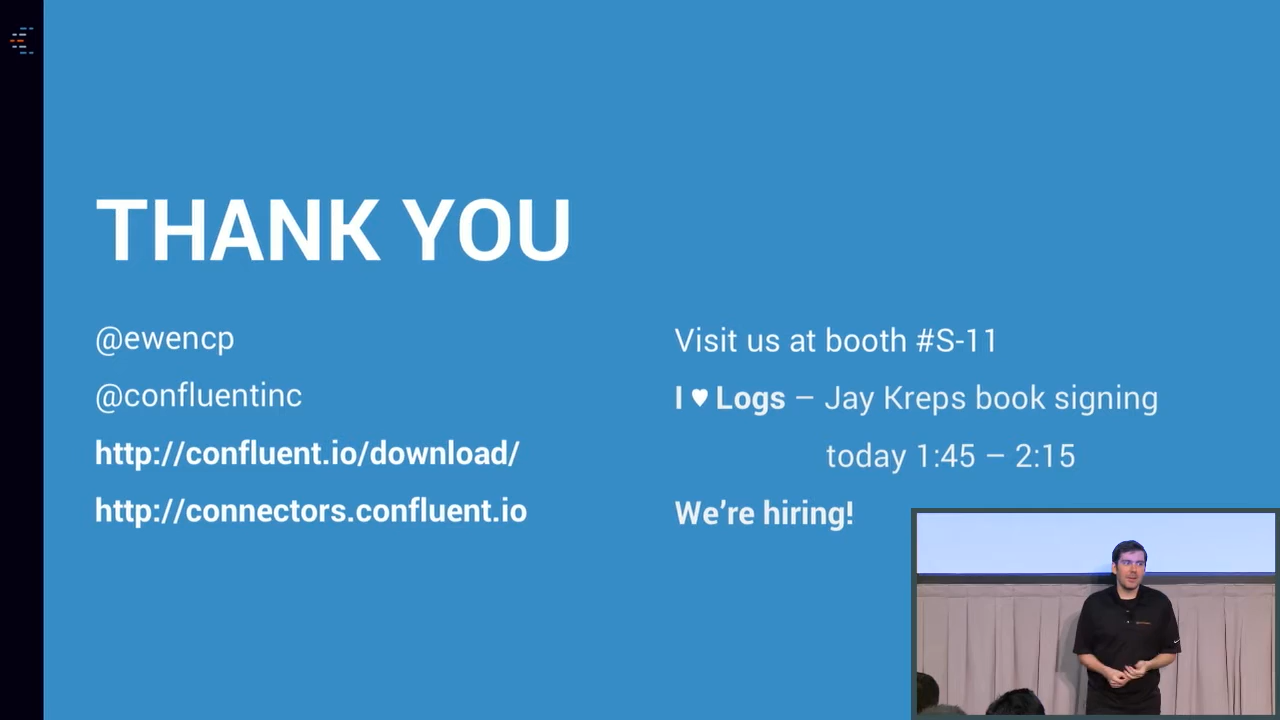 THANK YOU
@ewencp
@confluentinc
http://confluent.io/download/
http://connectors.confluent.io
Visit us at booth #S-11
I ♥ Logs – Jay Kreps book signing
today 1:45 – 2:15
We’re hiring!